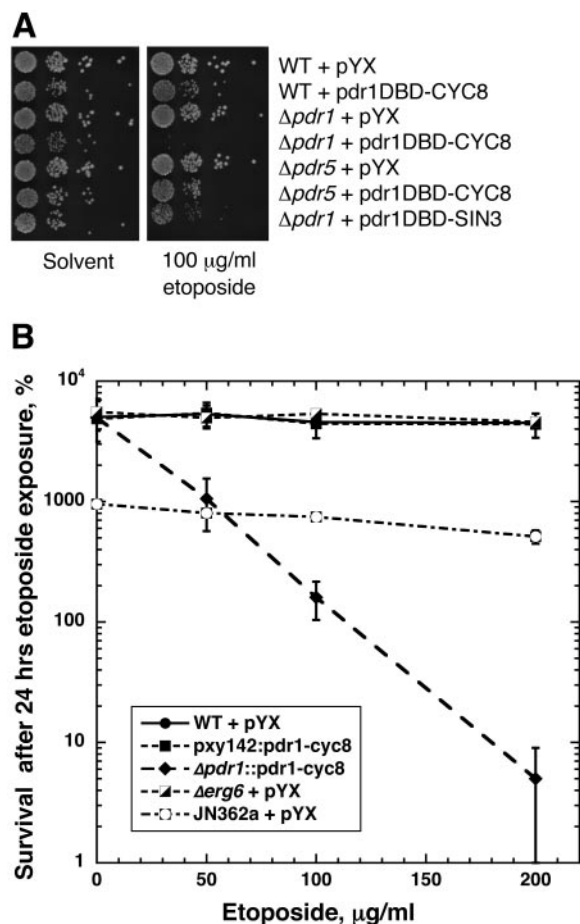 A
WT + pYX
WT + pdr1DBD-CYC8
Δpdr1 + pYX
Δpdr1 + pdr1DBD-CYC8
Δpdr5 + pYX
Δpdr5 + pdr1DBD-CYC8
Δpdr1 + pdr1DBD-SIN3
Solvent
100 μg/ml
etoposide
B
Survival after 24 hrs etoposide exposure, %
10⁴
1000
100
10
1
WT + pYX
pxy142:pdr1-cyc8
Δpdr1::pdr1-cyc8
Δerg6 + pYX
JN362a + pYX
0
50
100
150
200
Etoposide, μg/ml